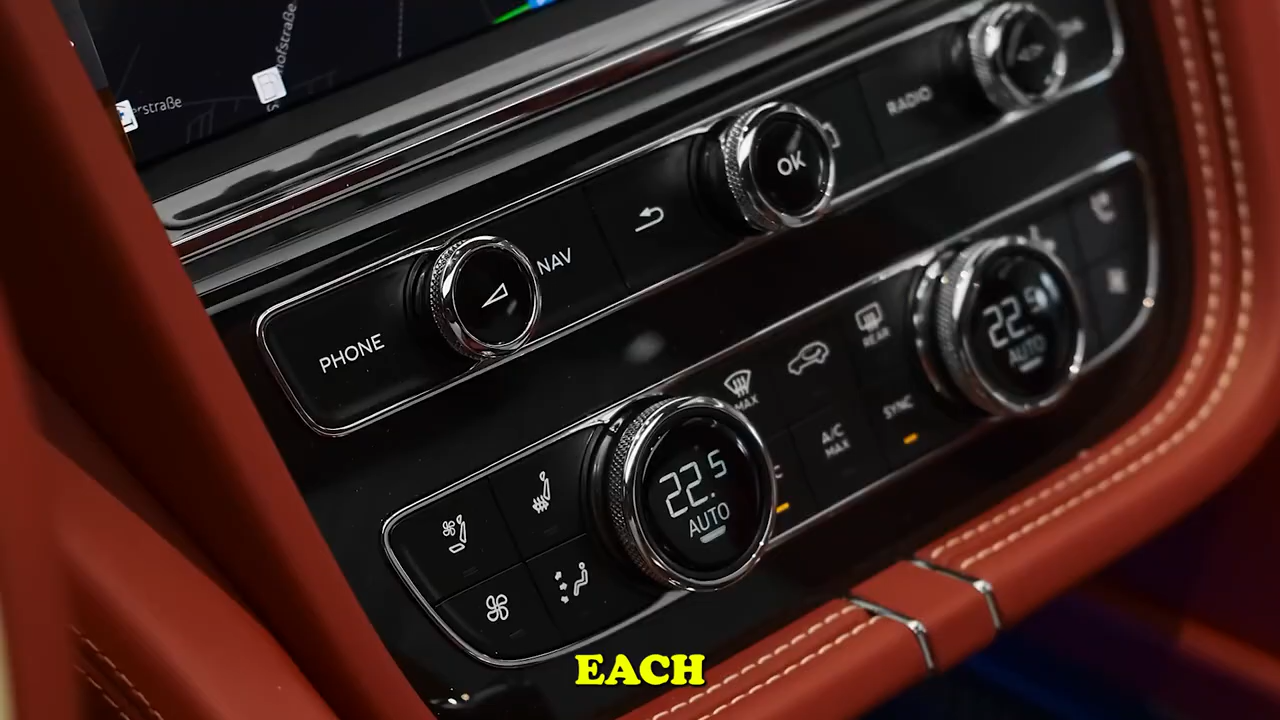 erstraße
hofstraße
RADIO
OK
NAV
PHONE
22.5
AUTO
REAR
MAX
SYNC
A/C
MAX
22.5
AUTO
EACH